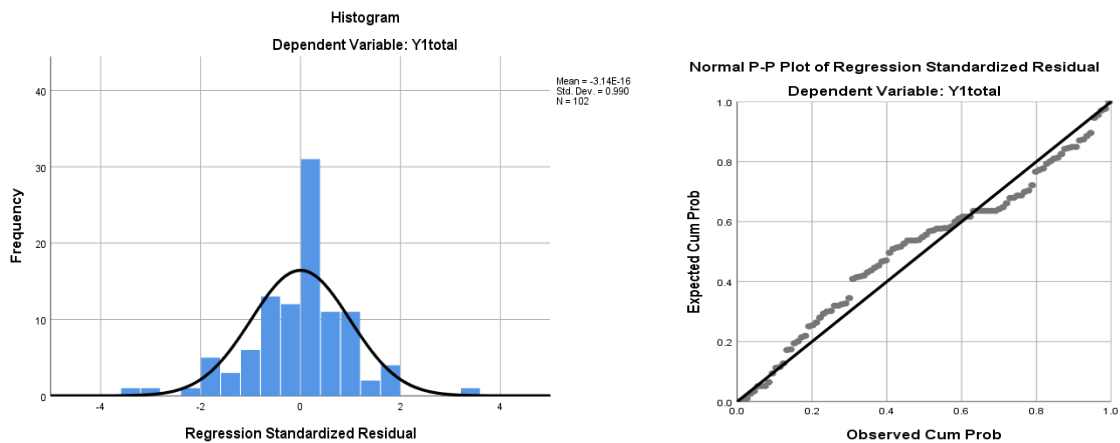 Histogram
Dependent Variable: Y1total
Mean = -3.14E-16
Std. Dev. = 0.990
N = 102
40
30
20
10
0
Frequency
-4
-2
0
2
4
Regression Standardized Residual
Normal P-P Plot of Regression Standardized Residual
Dependent Variable: Y1total
1.0
0.8
0.6
0.4
0.2
0.0
Expected Cum Prob
0.0
0.2
0.4
0.6
0.8
1.0
Observed Cum Prob